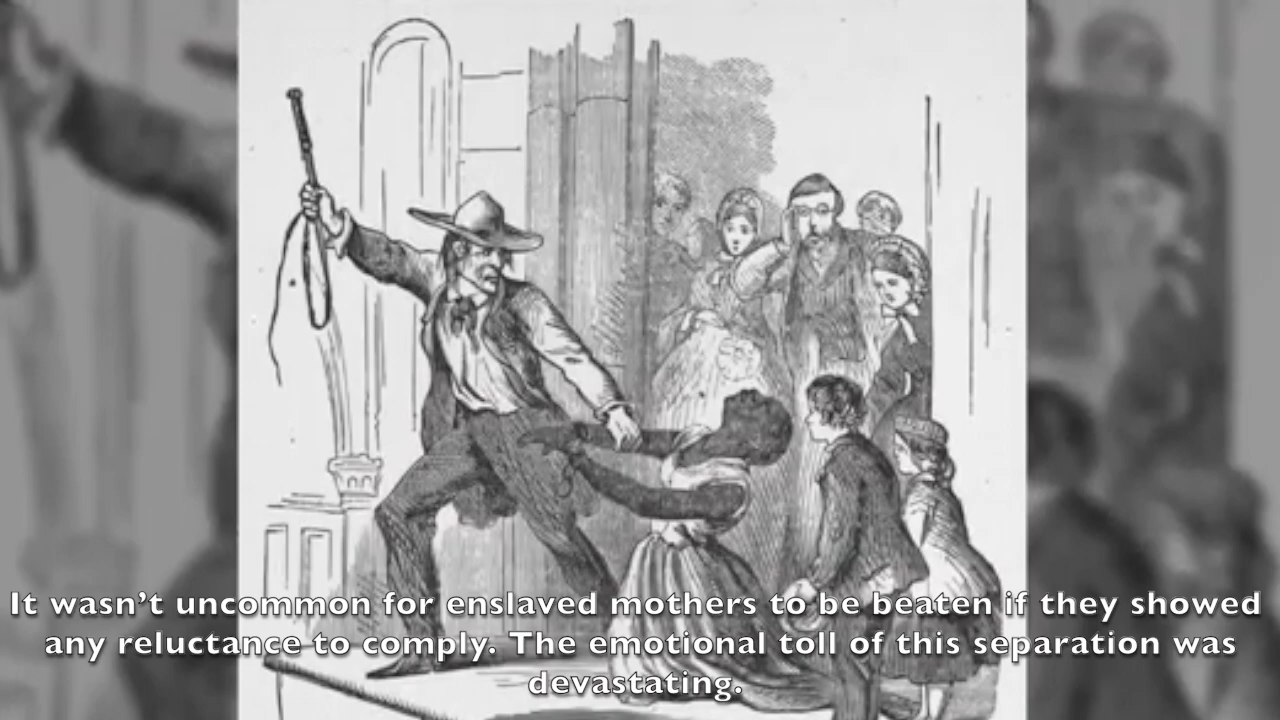 It wasn’t uncommon for enslaved mothers to be beaten if they showed
any reluctance to comply. The emotional toll of this separation was
devastating.